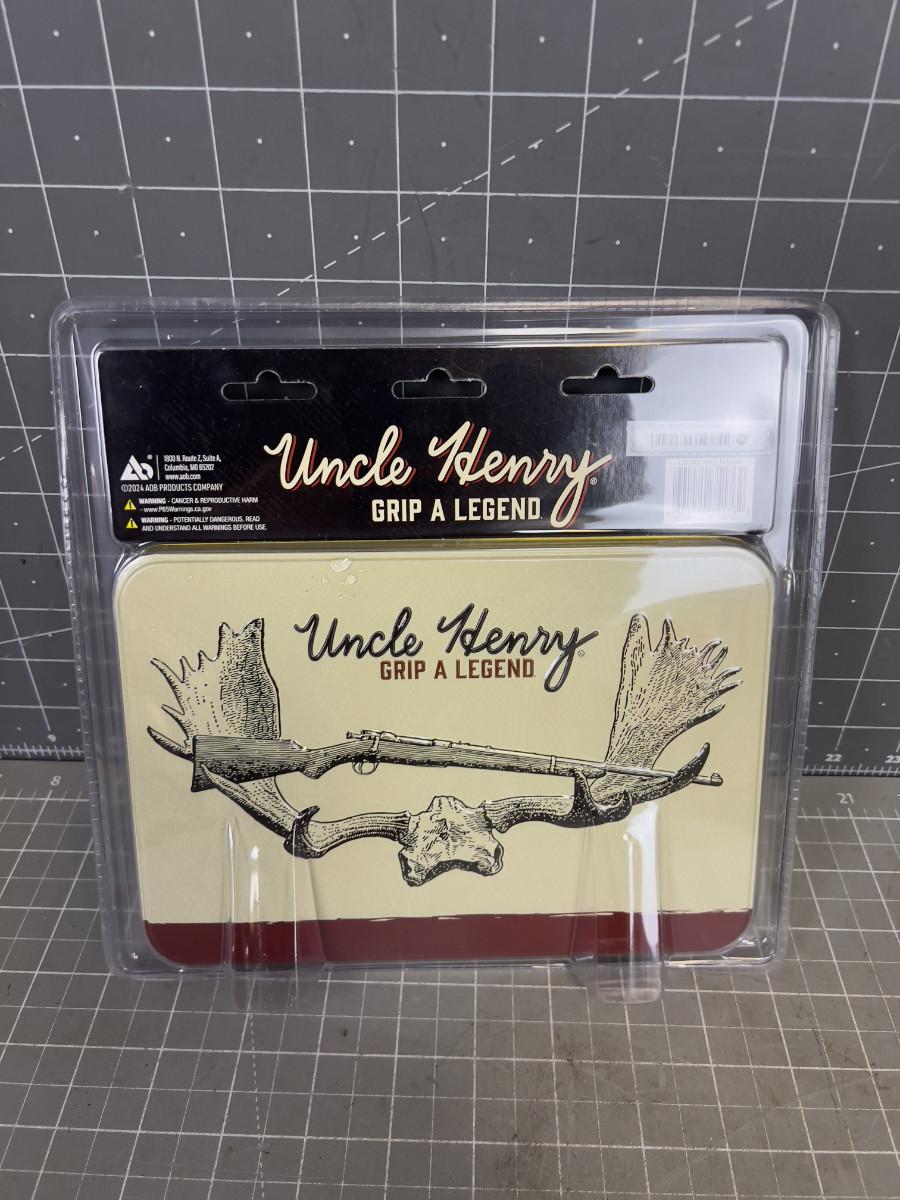 Uncle Henry®
GRIP A LEGEND
AOB®
1800 N. Route Z, Suite A,
Columbia, MO 65202
www.aob.com
©2024 AOB PRODUCTS COMPANY
WARNING - CANCER & REPRODUCTIVE HARM
- www.P65Warnings.ca.gov
WARNING - POTENTIALLY DANGEROUS. READ
AND UNDERSTAND ALL WARNINGS BEFORE USE.
Uncle Henry®
GRIP A LEGEND
8
21
22
23